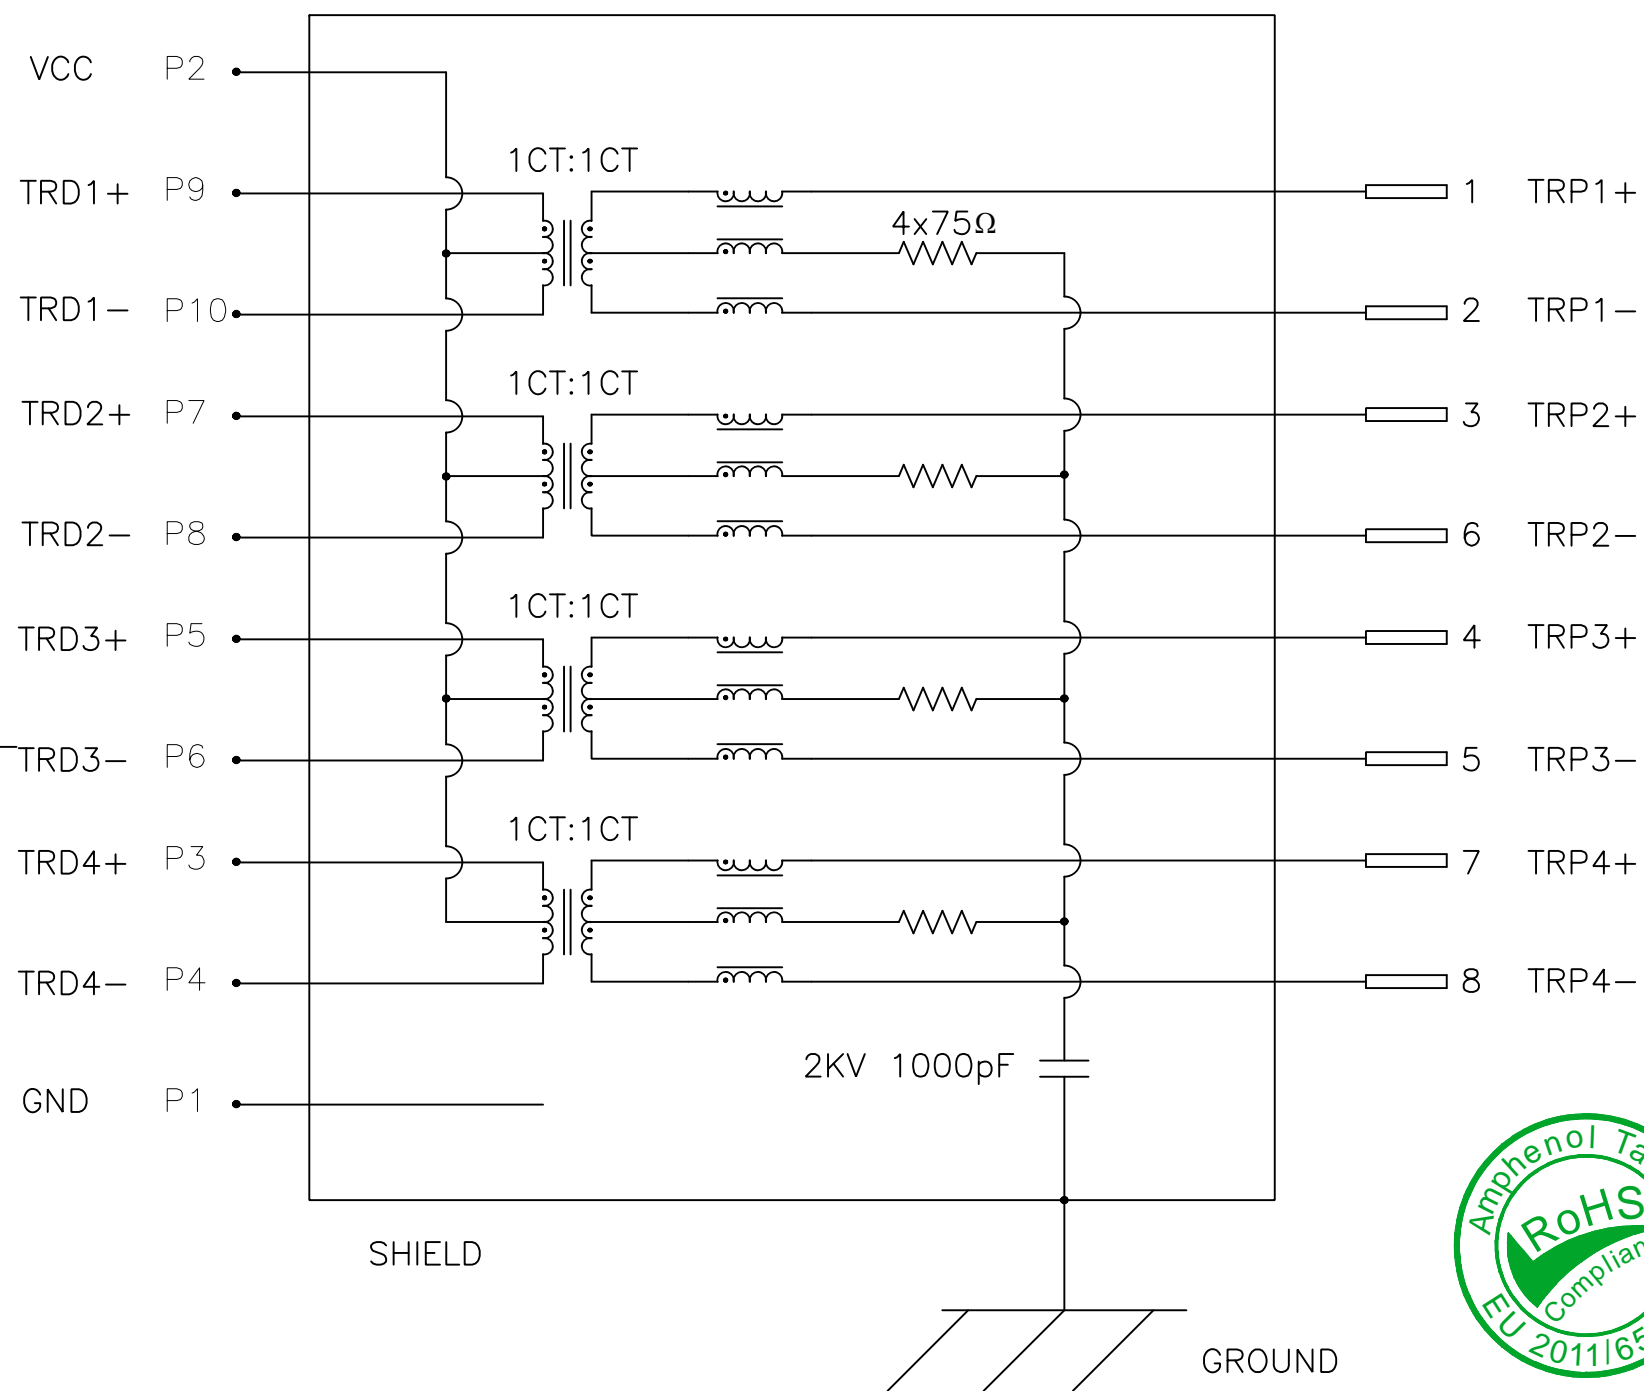 VCC P2
1CT:1CT
TRD1+ P9 1 TRP1+
4x75Ω
TRD1- P10 2 TRP1-
1CT:1CT
TRD2+ P7 3 TRP2+
TRD2- P8 6 TRP2-
1CT:1CT
TRD3+ P5 4 TRP3+
TRD3- P6 5 TRP3-
1CT:1CT
TRD4+ P3 7 TRP4+
TRD4- P4 8 TRP4-
2KV 1000pF
GND P1
SHIELD
GROUND
Amphenol
RoHS
EU 2011/65